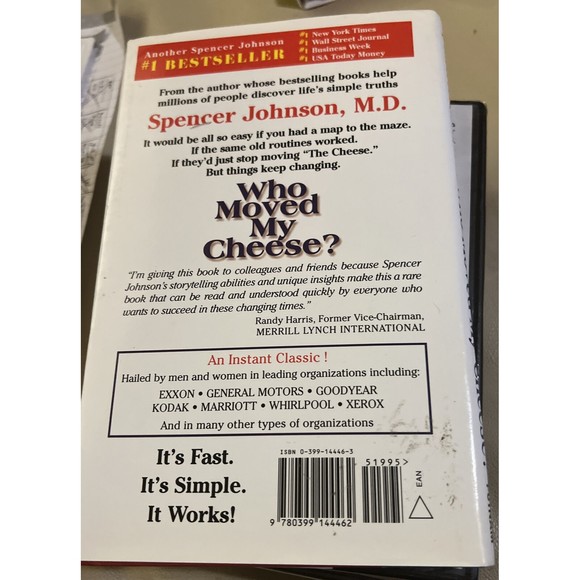 Another Spencer Johnson
#1 BESTSELLER
#1 New York Times
#1 Wall Street Journal
#1 Business Week
#1 USA Today Money
From the author whose bestselling books help
millions of people discover life's simple truths
Spencer Johnson, M.D.
It would be all so easy if you had a map to the maze.
If the same old routines worked.
If they'd just stop moving "The Cheese."
But things keep changing.
Who
Moved
My
Cheese?
"I'm giving this book to colleagues and friends because Spencer
Johnson's storytelling abilities and unique insights make this a rare
book that can be read and understood quickly by everyone who
wants to succeed in these changing times."
Randy Harris, Former Vice-Chairman,
MERRILL LYNCH INTERNATIONAL
An Instant Classic !
Hailed by men and women in leading organizations including:
EXXON • GENERAL MOTORS • GOODYEAR
KODAK • MARRIOTT • WHIRLPOOL • XEROX
And in many other types of organizations
It's Fast.
It's Simple.
It Works!
ISBN 0-399-14446-3
51995>
EAN
9 780399 144462